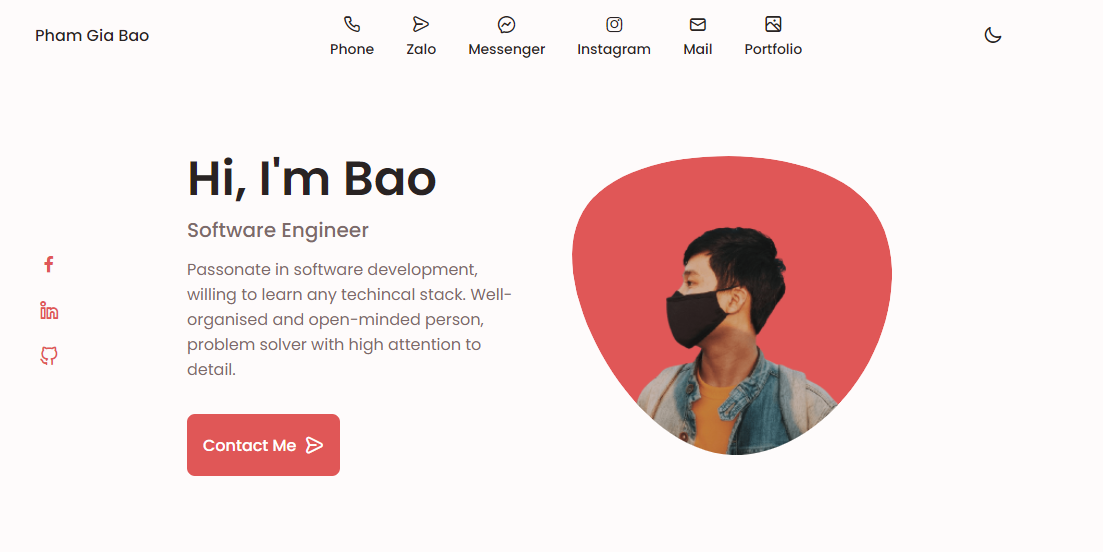 Pham Gia Bao
Phone
Zalo
Messenger
Instagram
Mail
Portfolio
Hi, I'm Bao
Software Engineer
Passonate in software development,
willing to learn any techincal stack. Well-
organised and open-minded person,
problem solver with high attention to
detail.
Contact Me